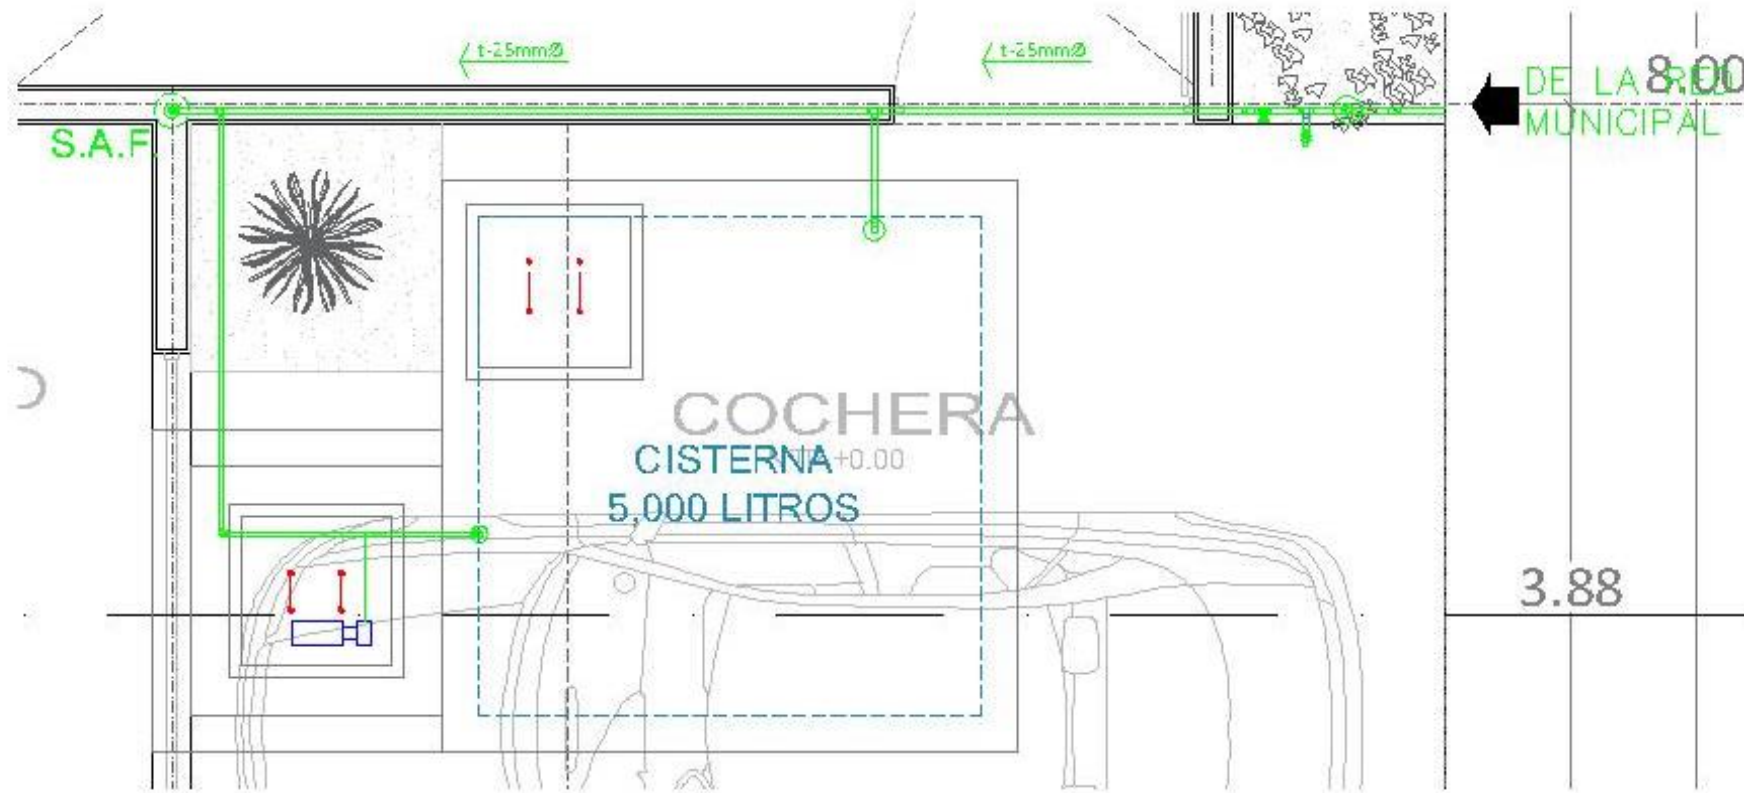 t-25mmØ
t-25mmØ
8.00
DE LA RED
MUNICIPAL
S.A.F.
COCHERA
CISTERNA
+0.00
5,000 LITROS
3.88